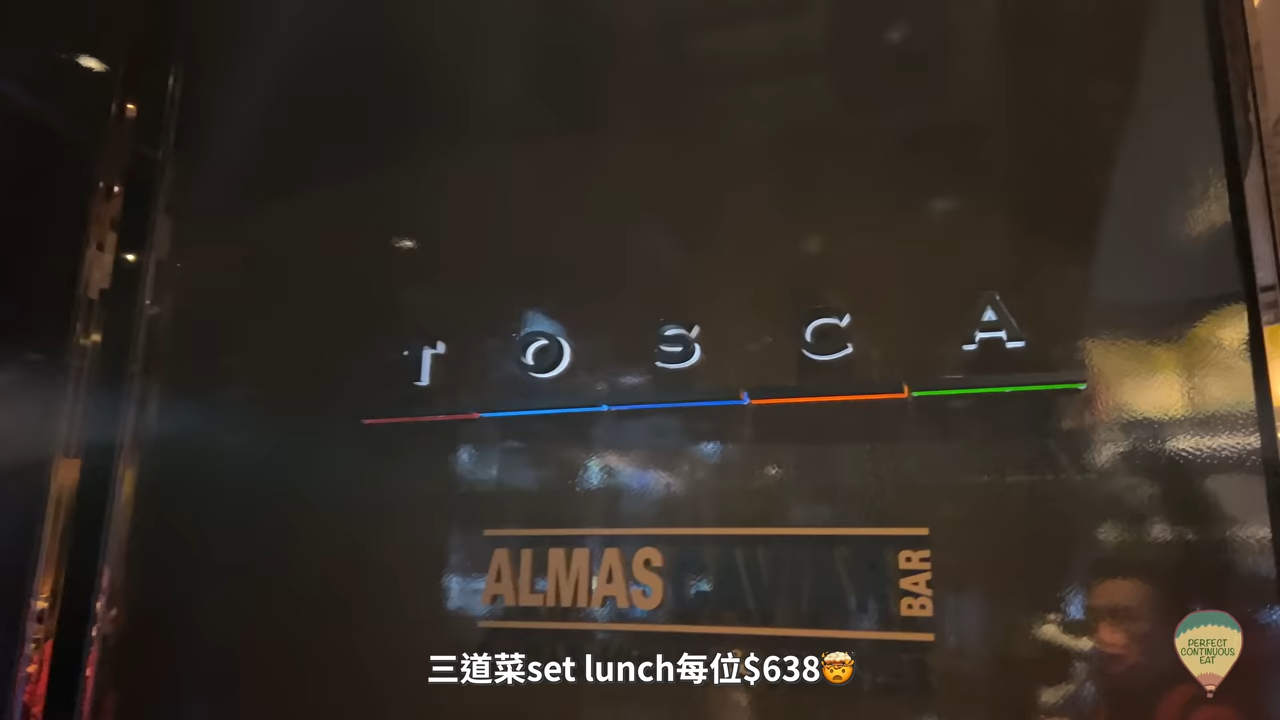 TOSCA
ALMAS
BAR
三道菜set lunch每位$638🤯
PERFECT
CONTINUOUS
EAT